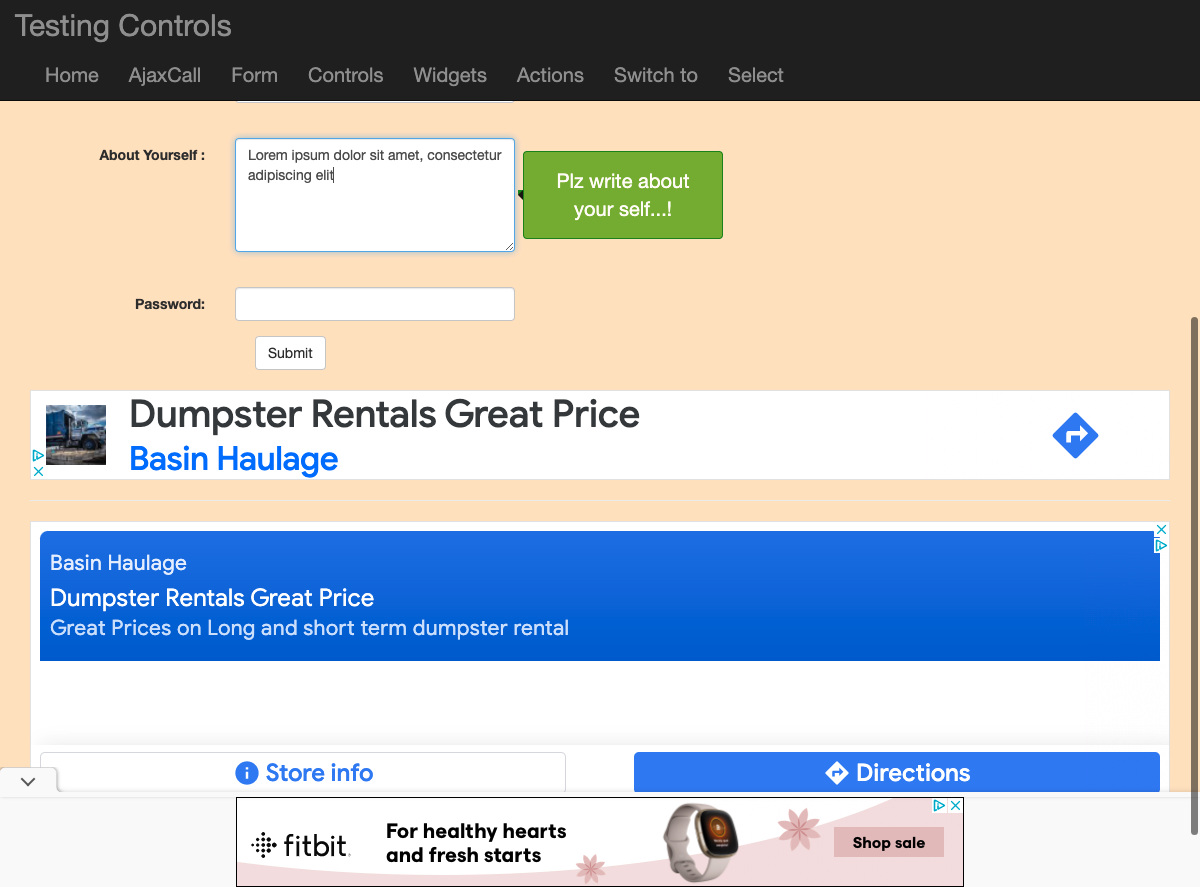 Testing Controls
Home AjaxCall Form Controls Widgets Actions Switch to Select
About Yourself :
Lorem ipsum dolor sit amet, consectetur
adipiscing elit
Plz write about
your self...!
Password:
Submit
Dumpster Rentals Great Price
Basin Haulage
Basin Haulage
Dumpster Rentals Great Price
Great Prices on Long and short term dumpster rental
Store info
Directions
fitbit
For healthy hearts
and fresh starts
Shop sale